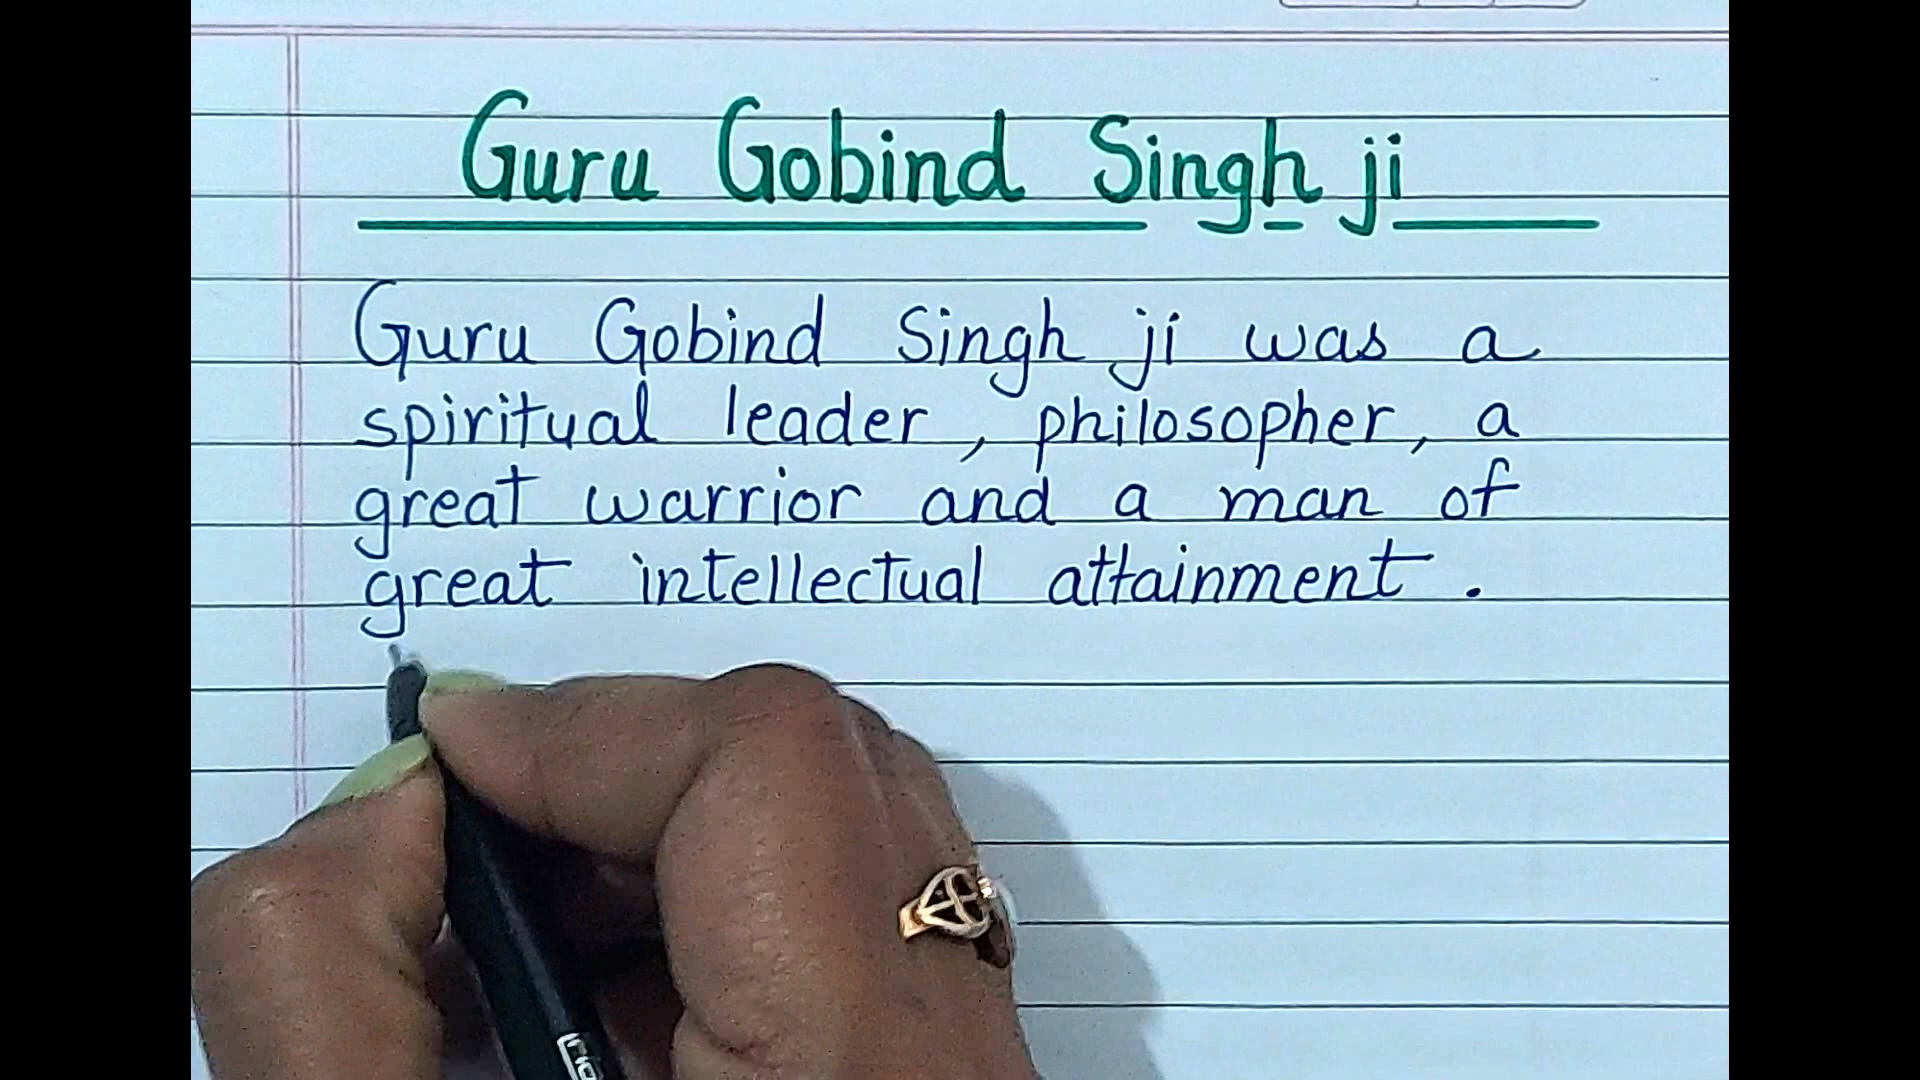 Guru Gobind Singh ji
Guru Gobind Singh ji was a
spiritual leader, philosopher, a
great warrior and a man of
great intellectual attainment.